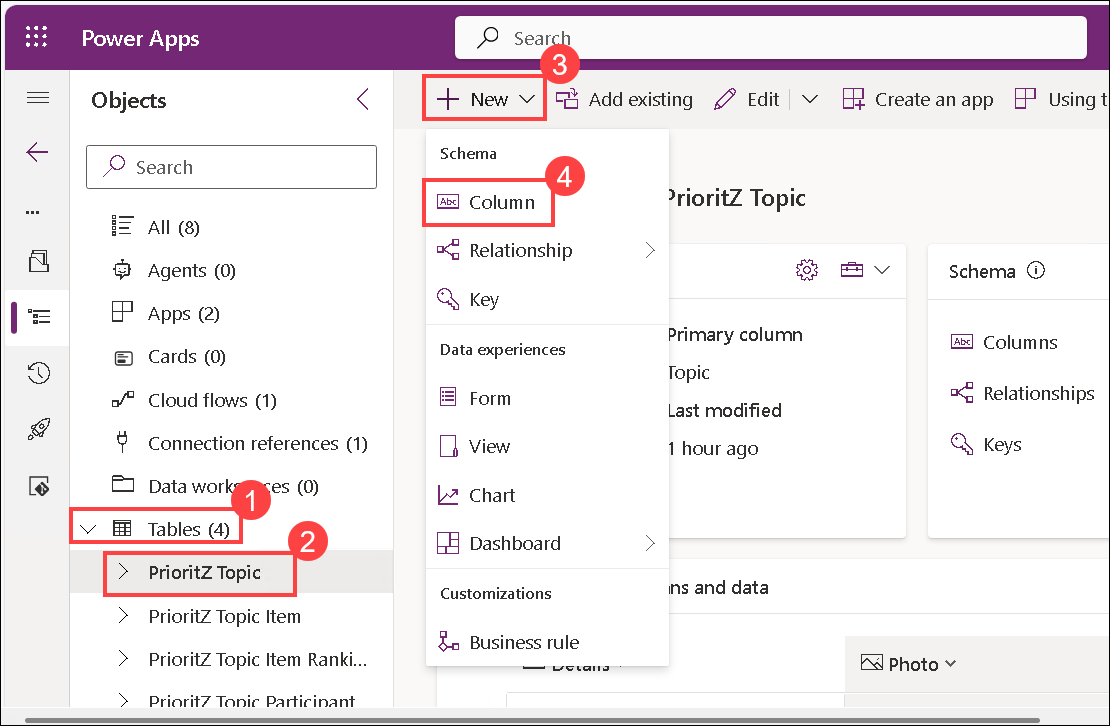 Power Apps
Search
Objects
New
3
Add existing
Edit
Create an app
Using t
Search
All (8)
Agents (0)
Apps (2)
Cards (0)
Cloud flows (1)
Connection references (1)
Data works es (0)
1
Tables (4)
2
PrioritZ Topic
PrioritZ Topic Item
PrioritZ Topic Item Ranki...
PrioritZ Topic Participant
Schema
4
Abc Column
Relationship
Key
Data experiences
Form
View
Chart
Dashboard
Customizations
Business rule
PrioritZ Topic
Primary column
Topic
Last modified
1 hour ago
Schema
Abc Columns
Relationships
Keys
ns and data
Details
Photo